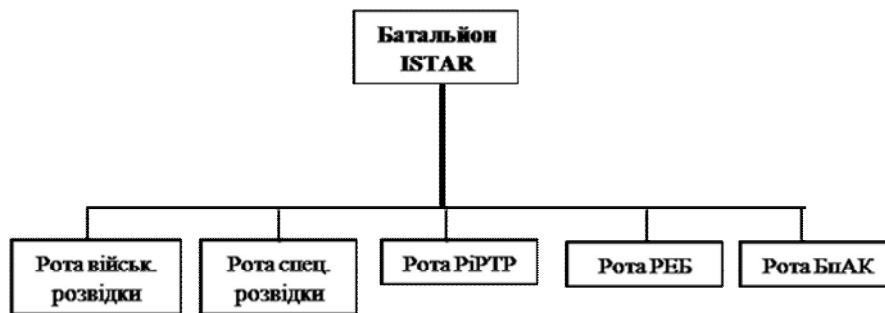 Батальйон
ISTAR
Рота військ.
розвідки
Рота спец.
розвідки
Рота РіРТР
Рота РЕБ
Рота БпАК